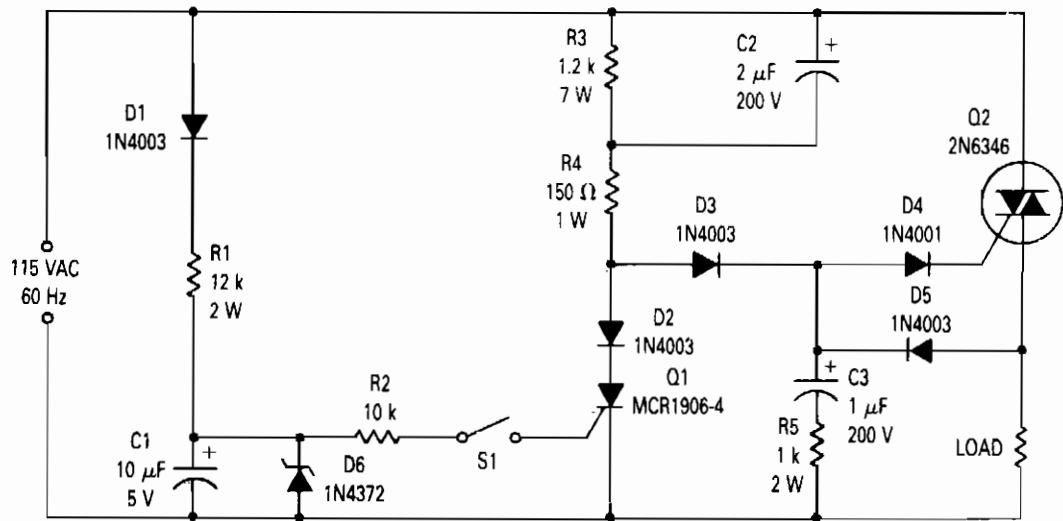 R3
1.2 k
7 W
C2
+
2 μF
200 V
D1
1N4003
Q2
2N6346
R4
150 Ω
1 W
D3
1N4003
D4
1N4001
115 VAC
60 Hz
R1
12 k
2 W
D2
1N4003
D5
1N4003
R2
10 k
Q1
MCR1906-4
+
C3
1 μF
200 V
C1
+
10 μF
5 V
D6
1N4372
S1
R5
1 k
2 W
LOAD